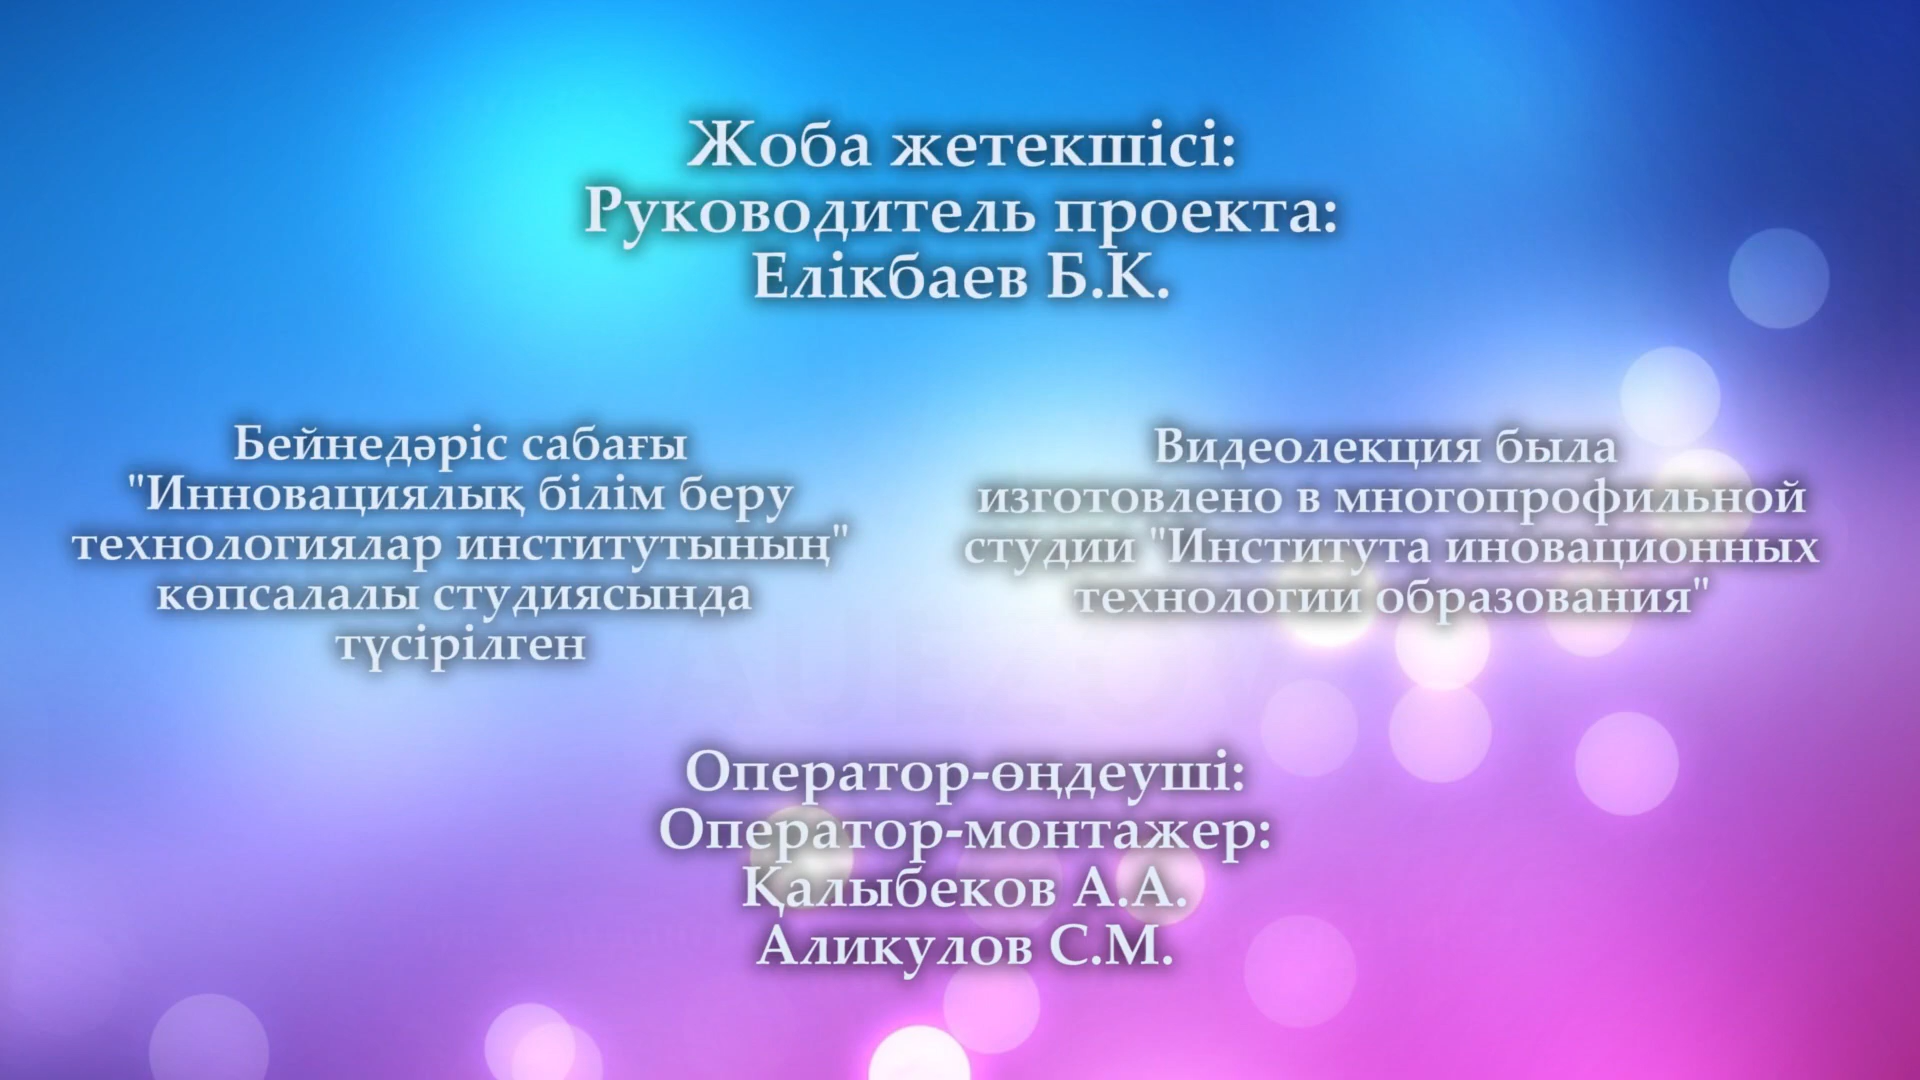 Жоба жетекшісі:
Руководитель проекта:
Елікбаев Б.К.
Бейнедәріс сабағы
"Инновациялық білім беру
технологиялар институтының"
көпсалалы студиясында
түсірілген
Видеолекция была
изготовлено в многопрофильной
студии "Института иновационных
технологии образования"
Оператор-өңдеуші:
Оператор-монтажер:
Қалыбеков А.А.
Аликулов С.М.